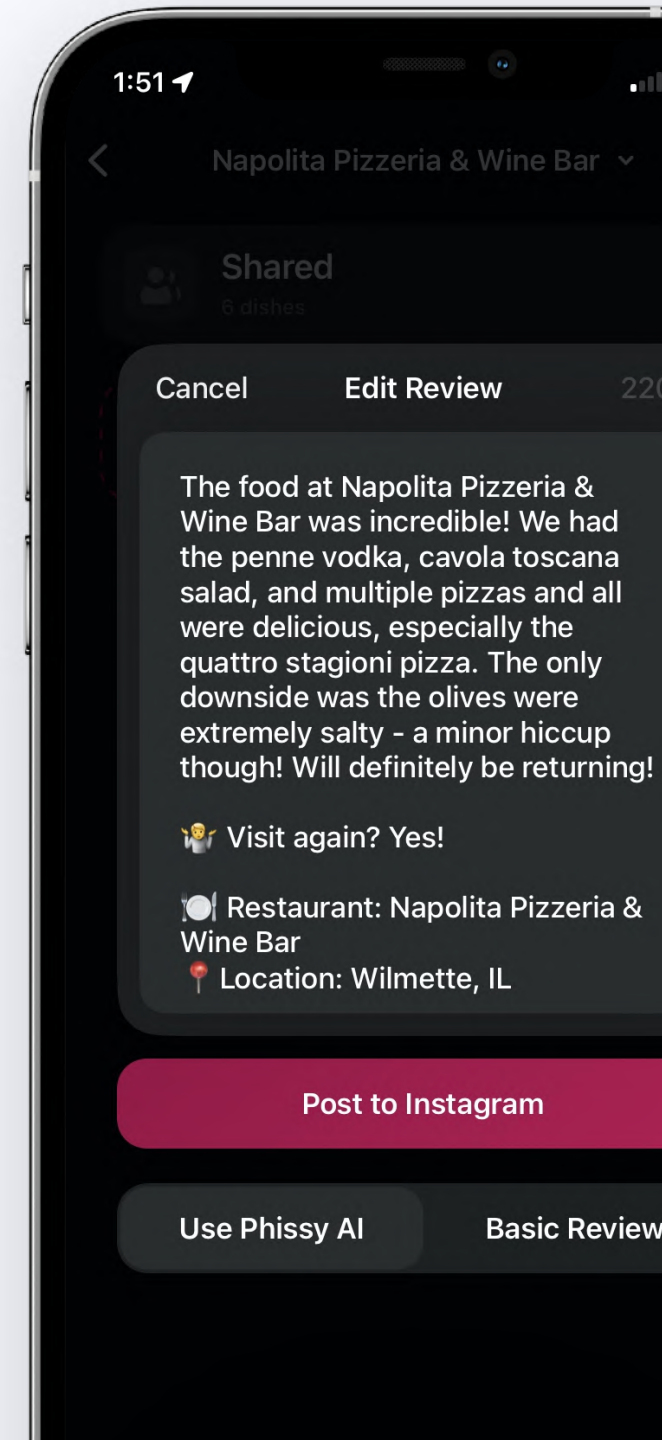 1:51
Napolita Pizzeria & Wine Bar
Shared
6 dishes
Cancel
Edit Review
The food at Napolita Pizzeria &
Wine Bar was incredible! We had
the penne vodka, cavola toscana
salad, and multiple pizzas and all
were delicious, especially the
quattro stagioni pizza. The only
downside was the olives were
extremely salty - a minor hiccup
though! Will definitely be returning!
🤷 Visit again? Yes!
🍽️ Restaurant: Napolita Pizzeria &
Wine Bar
📍 Location: Wilmette, IL
Post to Instagram
Use Phissy AI
Basic Review